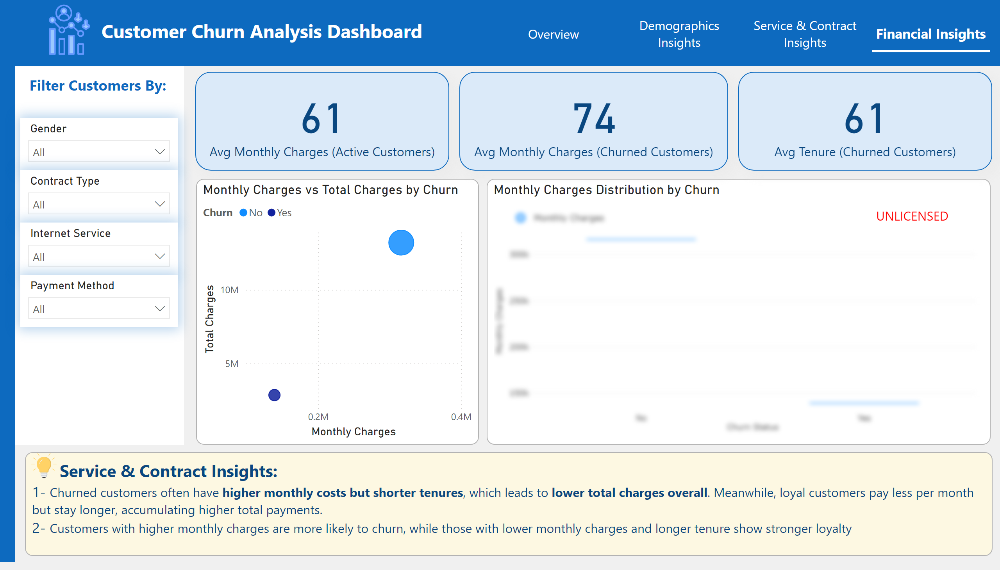 Customer Churn Analysis Dashboard
Overview
Demographics
Insights
Service & Contract
Insights
Financial Insights
Filter Customers By:
Gender
All
Contract Type
All
Internet Service
All
Payment Method
All
61
Avg Monthly Charges (Active Customers)
74
Avg Monthly Charges (Churned Customers)
61
Avg Tenure (Churned Customers)
Monthly Charges vs Total Charges by Churn
Churn No Yes
Total Charges
10M
5M
0.2M 0.4M
Monthly Charges
Monthly Charges Distribution by Churn
UNLICENSED
Monthly Charges
Monthly Charges
No Yes
Churn Status
Service & Contract Insights:
1- Churned customers often have higher monthly costs but shorter tenures, which leads to lower total charges overall. Meanwhile, loyal customers pay less per month
but stay longer, accumulating higher total payments.
2- Customers with higher monthly charges are more likely to churn, while those with lower monthly charges and longer tenure show stronger loyalty